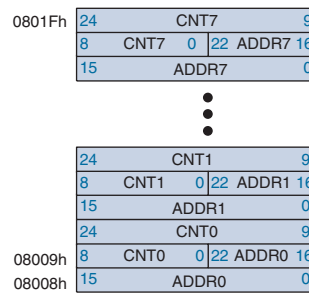 0801Fh 24 CNT7 9
8 CNT7 0 22 ADDR7 16
15 ADDR7 0
24 CNT1 9
8 CNT1 0 22 ADDR1 16
15 ADDR1 0
24 CNT0 9
08009h 8 CNT0 0 22 ADDR0 16
08008h 15 ADDR0 0